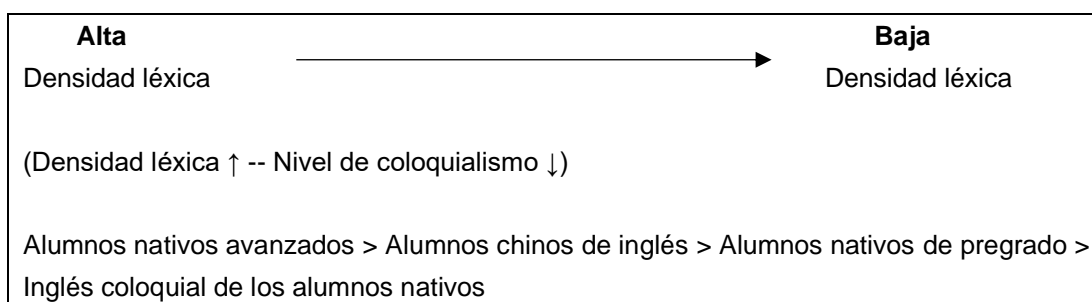 Alta Baja
Densidad léxica Densidad léxica
(Densidad léxica ↑ -- Nivel de coloquialismo ↓)
Alumnos nativos avanzados > Alumnos chinos de inglés > Alumnos nativos de pregrado >
Inglés coloquial de los alumnos nativos